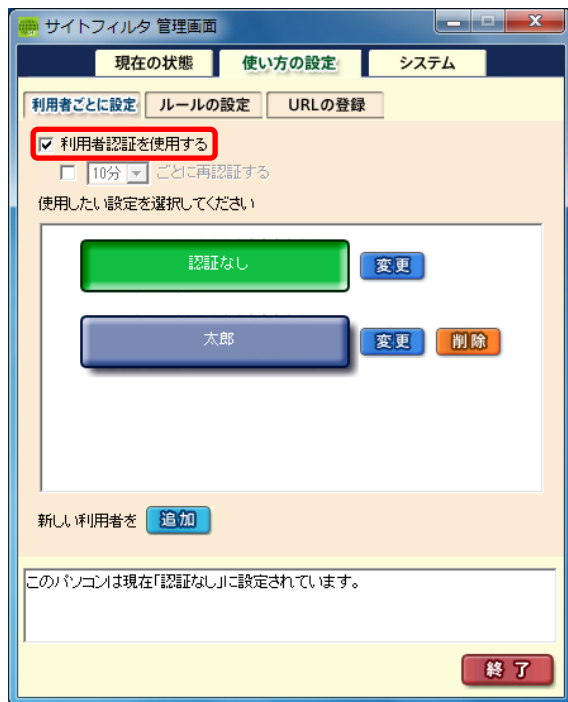 サイトフィルタ 管理画面
現在の状態 使い方の設定 システム
利用者ごとに設定 ルールの設定 URLの登録
利用者認証を使用する
10分 ごとに再認証する
使用したい設定を選択してください
認証なし 変更
太郎 変更 削除
新しい利用者を 追加
このパソコンは現在「認証なし」に設定されています。
終了